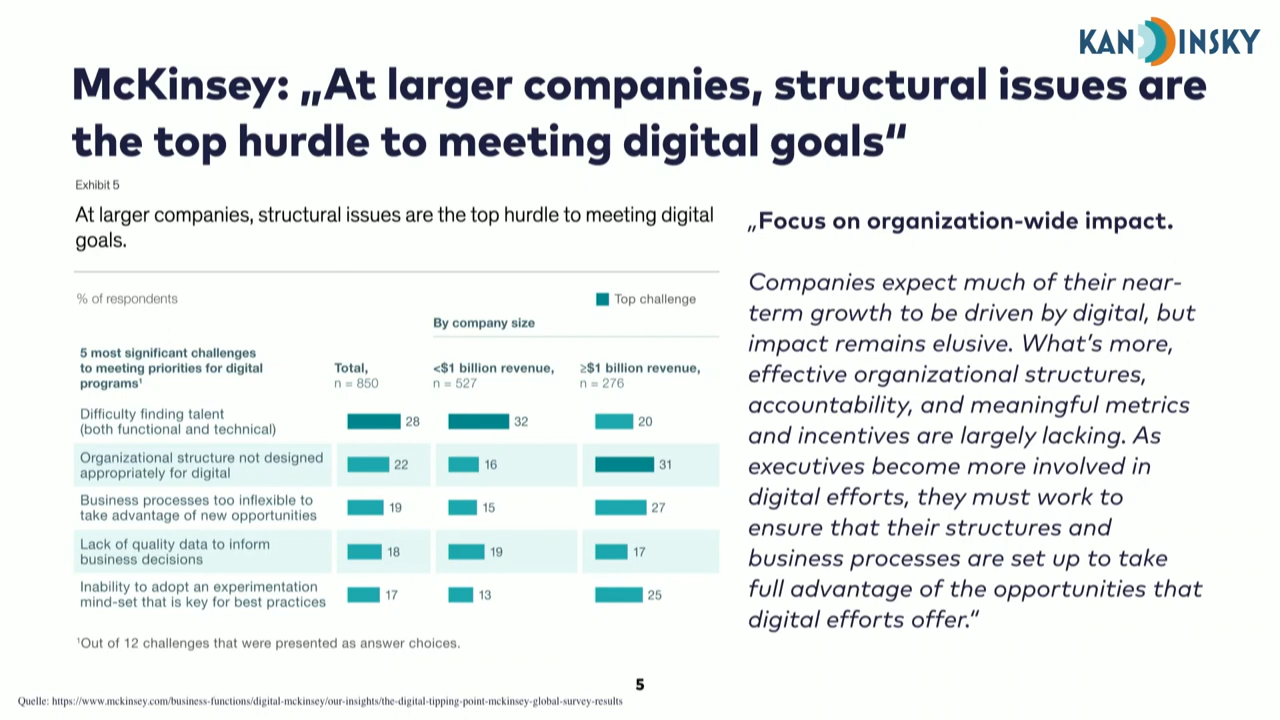 KANDINSKY
McKinsey: „At larger companies, structural issues are
the top hurdle to meeting digital goals“
Exhibit 5
At larger companies, structural issues are the top hurdle to meeting digital
goals.
% of respondents
Top challenge
By company size
5 most significant challenges
to meeting priorities for digital
programs¹
Total,
n = 850
<$1 billion revenue,
n = 527
≥$1 billion revenue,
n = 276
Difficulty finding talent
(both functional and technical)
28
32
20
Organizational structure not designed
appropriately for digital
22
16
31
Business processes too inflexible to
take advantage of new opportunities
19
15
27
Lack of quality data to inform
business decisions
18
19
17
Inability to adopt an experimentation
mind-set that is key for best practices
17
13
25
¹Out of 12 challenges that were presented as answer choices.
„Focus on organization-wide impact.
Companies expect much of their near-
term growth to be driven by digital, but
impact remains elusive. What’s more,
effective organizational structures,
accountability, and meaningful metrics
and incentives are largely lacking. As
executives become more involved in
digital efforts, they must work to
ensure that their structures and
business processes are set up to take
full advantage of the opportunities that
digital efforts offer.“
5
Quelle: https://www.mckinsey.com/business-functions/digital-mckinsey/our-insights/the-digital-tipping-point-mckinsey-global-survey-results